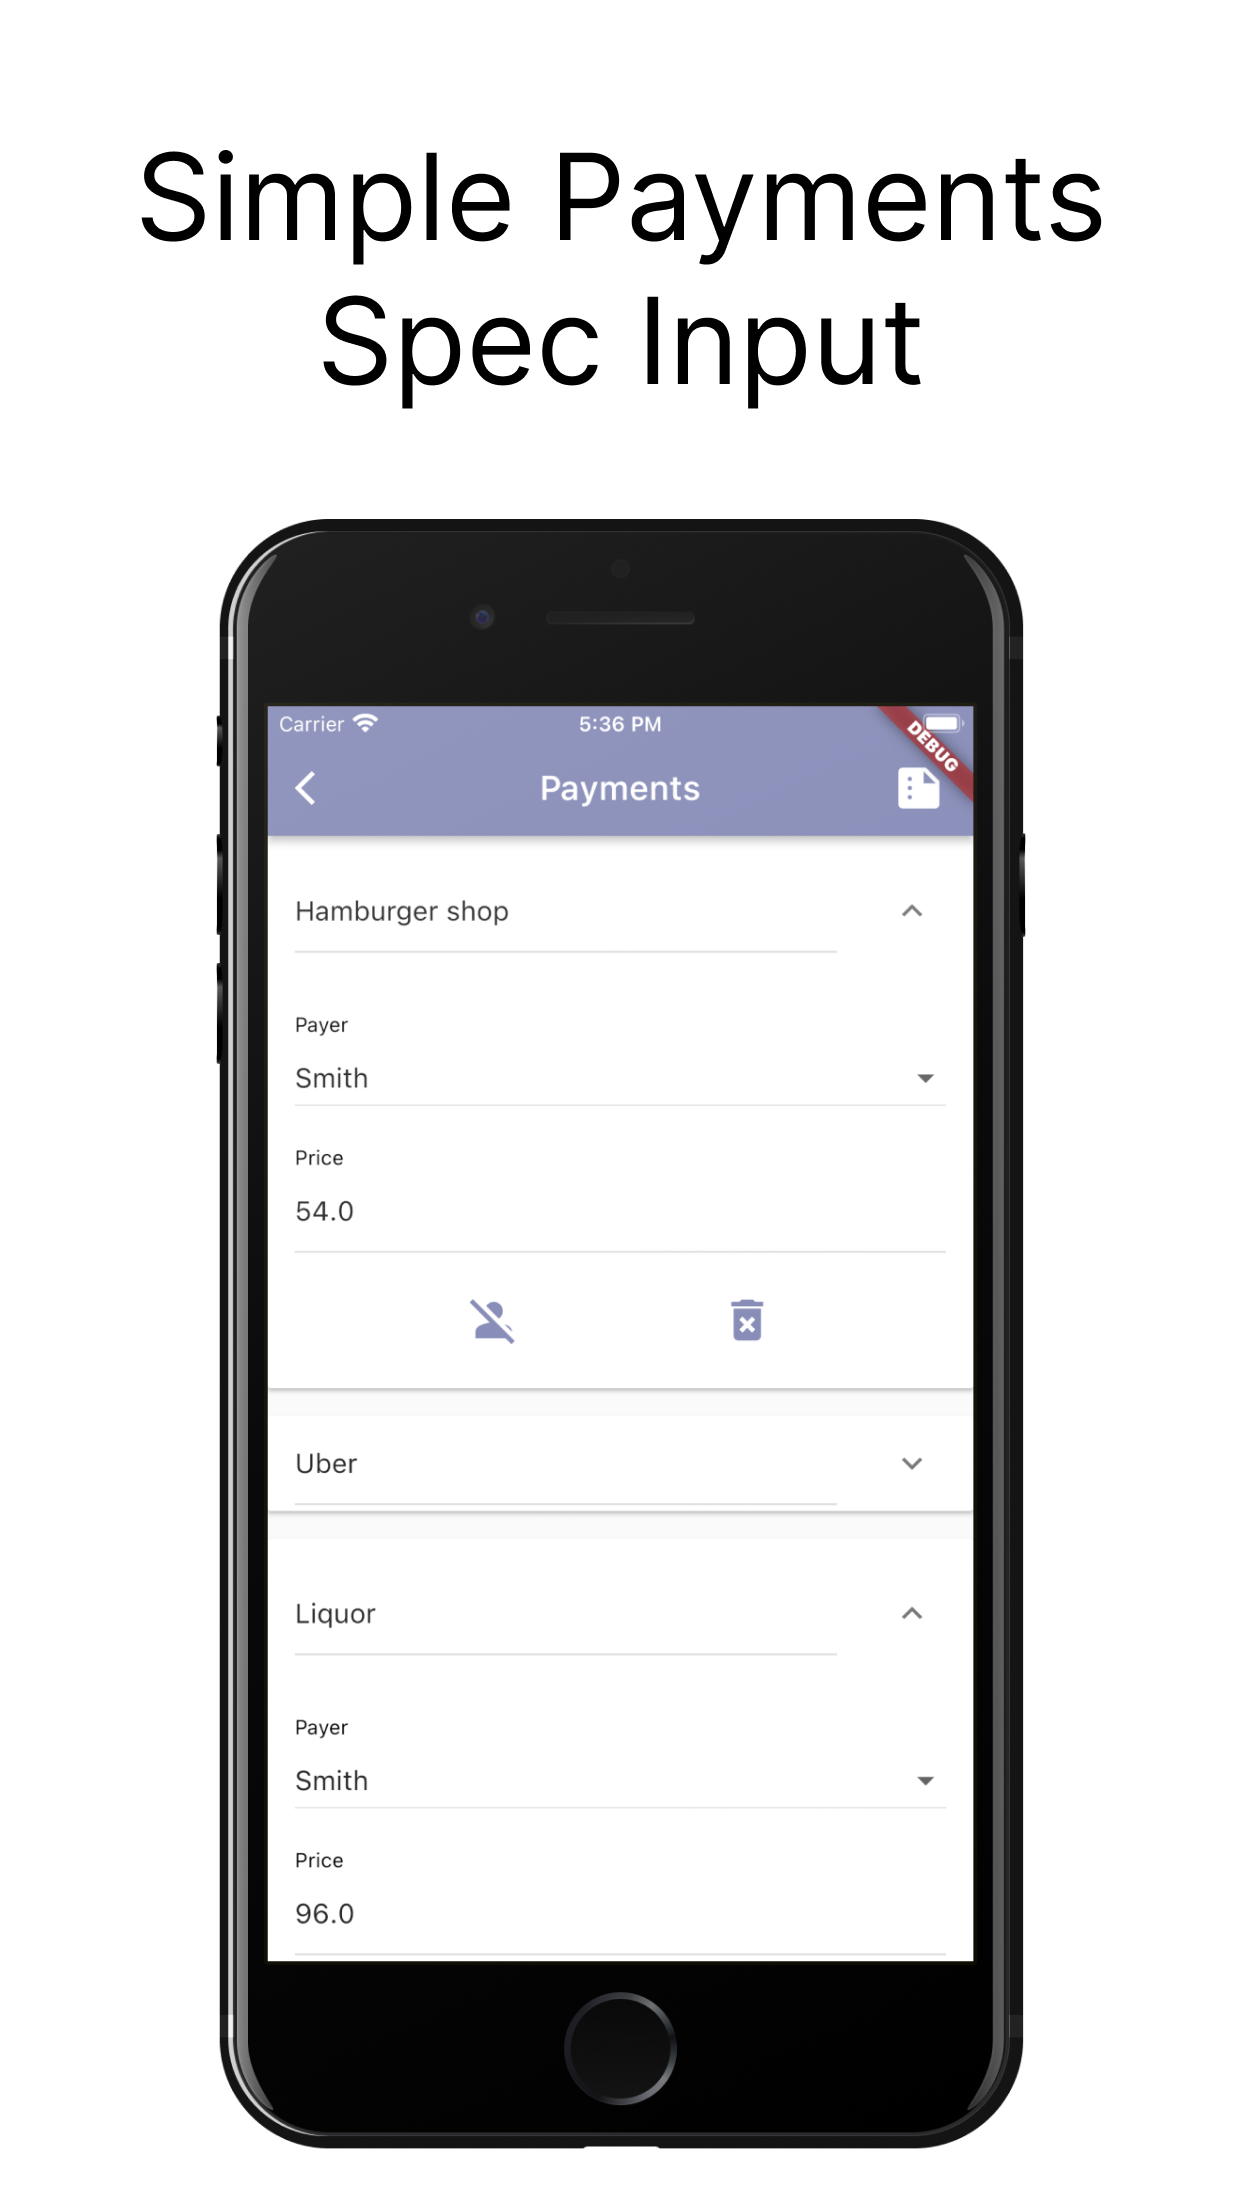 Simple Payments
Spec Input
Carrier 5:36 PM
DEBUG
Payments
Hamburger shop
Payer
Smith
Price
54.0
Uber
Liquor
Payer
Smith
Price
96.0